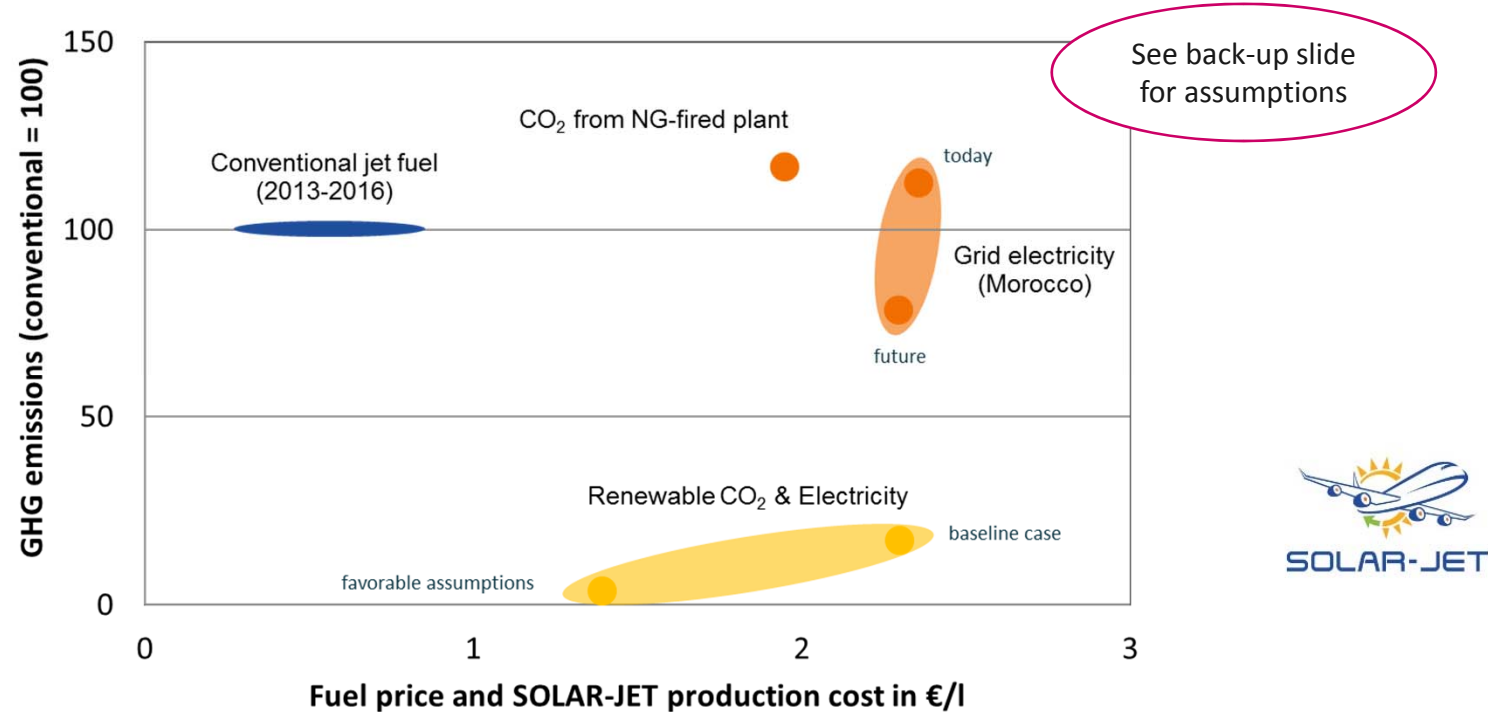 GHG emissions (conventional = 100)
150
100
50
0
See back-up slide
for assumptions
CO₂ from NG-fired plant
Conventional jet fuel
(2013-2016)
today
Grid electricity
(Morocco)
future
Renewable CO₂ & Electricity
baseline case
favorable assumptions
0
1
2
3
Fuel price and SOLAR-JET production cost in €/l
SOLAR-JET